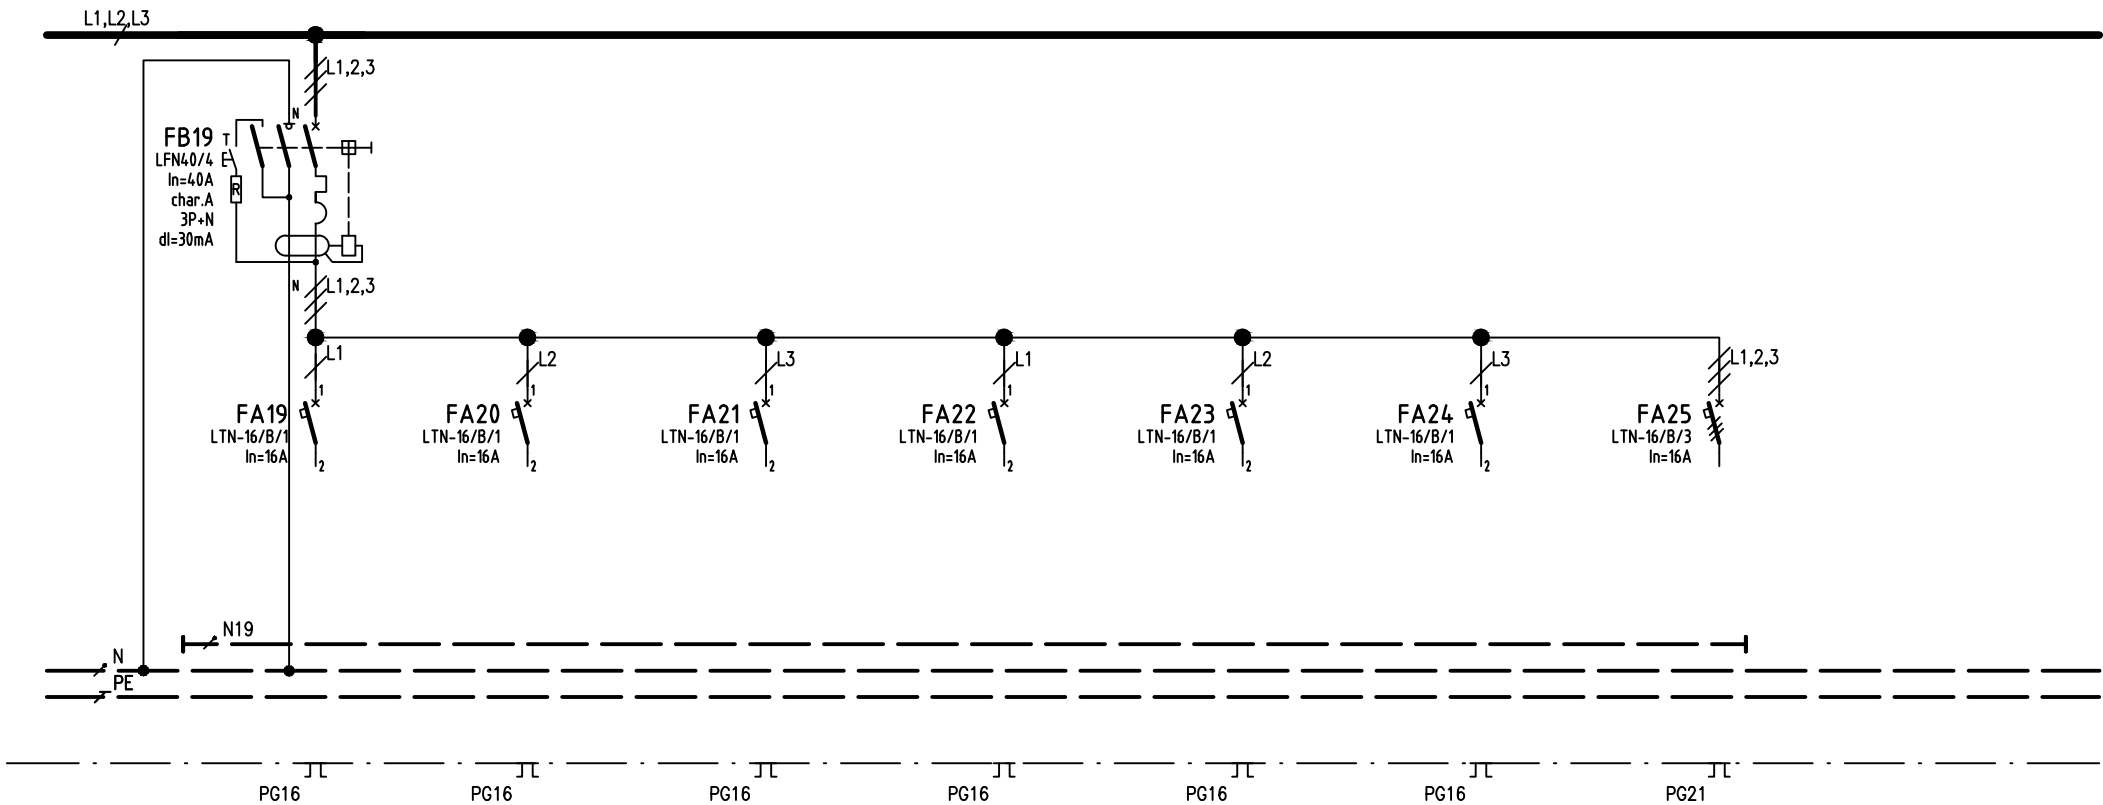 L1,L2,L3
L1,2,3
N
FB19
T
LFN40/4
E
In=40A
R
char.A
3P+N
dI=30mA
N
L1,2,3
L1
L2
L3
L1
L2
L3
L1,2,3
1
1
1
1
1
1
FA19
LTN-16/B/1
In=16A
2
FA20
LTN-16/B/1
In=16A
2
FA21
LTN-16/B/1
In=16A
2
FA22
LTN-16/B/1
In=16A
2
FA23
LTN-16/B/1
In=16A
2
FA24
LTN-16/B/1
In=16A
2
FA25
LTN-16/B/3
In=16A
N19
N
PE
PG16
PG16
PG16
PG16
PG16
PG16
PG21